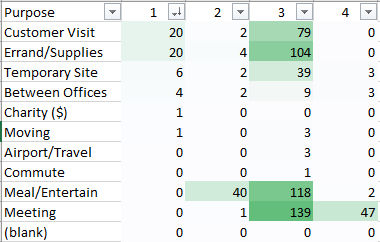 Purpose 1 2 3 4
Customer Visit 20 2 79 0
Errand/Supplies 20 4 104 0
Temporary Site 6 2 39 3
Between Offices 4 2 9 3
Charity ($) 1 0 0 0
Moving 1 0 3 0
Airport/Travel 0 0 3 0
Commute 0 0 1 0
Meal/Entertain 0 40 118 2
Meeting 0 1 139 47
(blank) 0 0 0 0